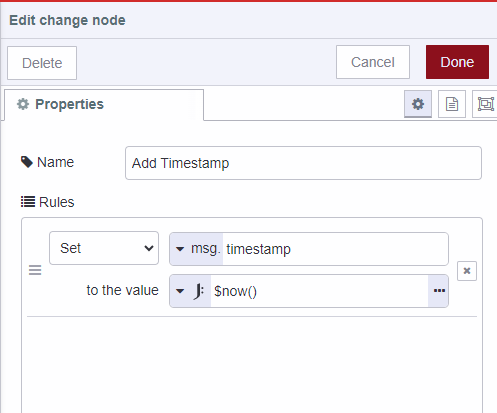 Edit change node
Delete
Cancel
Done
Properties
Name
Add Timestamp
Rules
Set
msg. timestamp
to the value
J: $now()